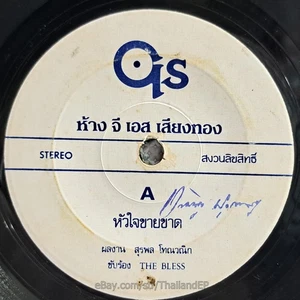 GS
ห้าง จี เอส เสียงทอง
STEREO
สงวนลิขสิทธิ์
A
หัวใจขายขาด
ผลงาน สุรพล โทณวณิก
ขับร้อง THE BLESS
© ebay.com/sby/ThailandEP